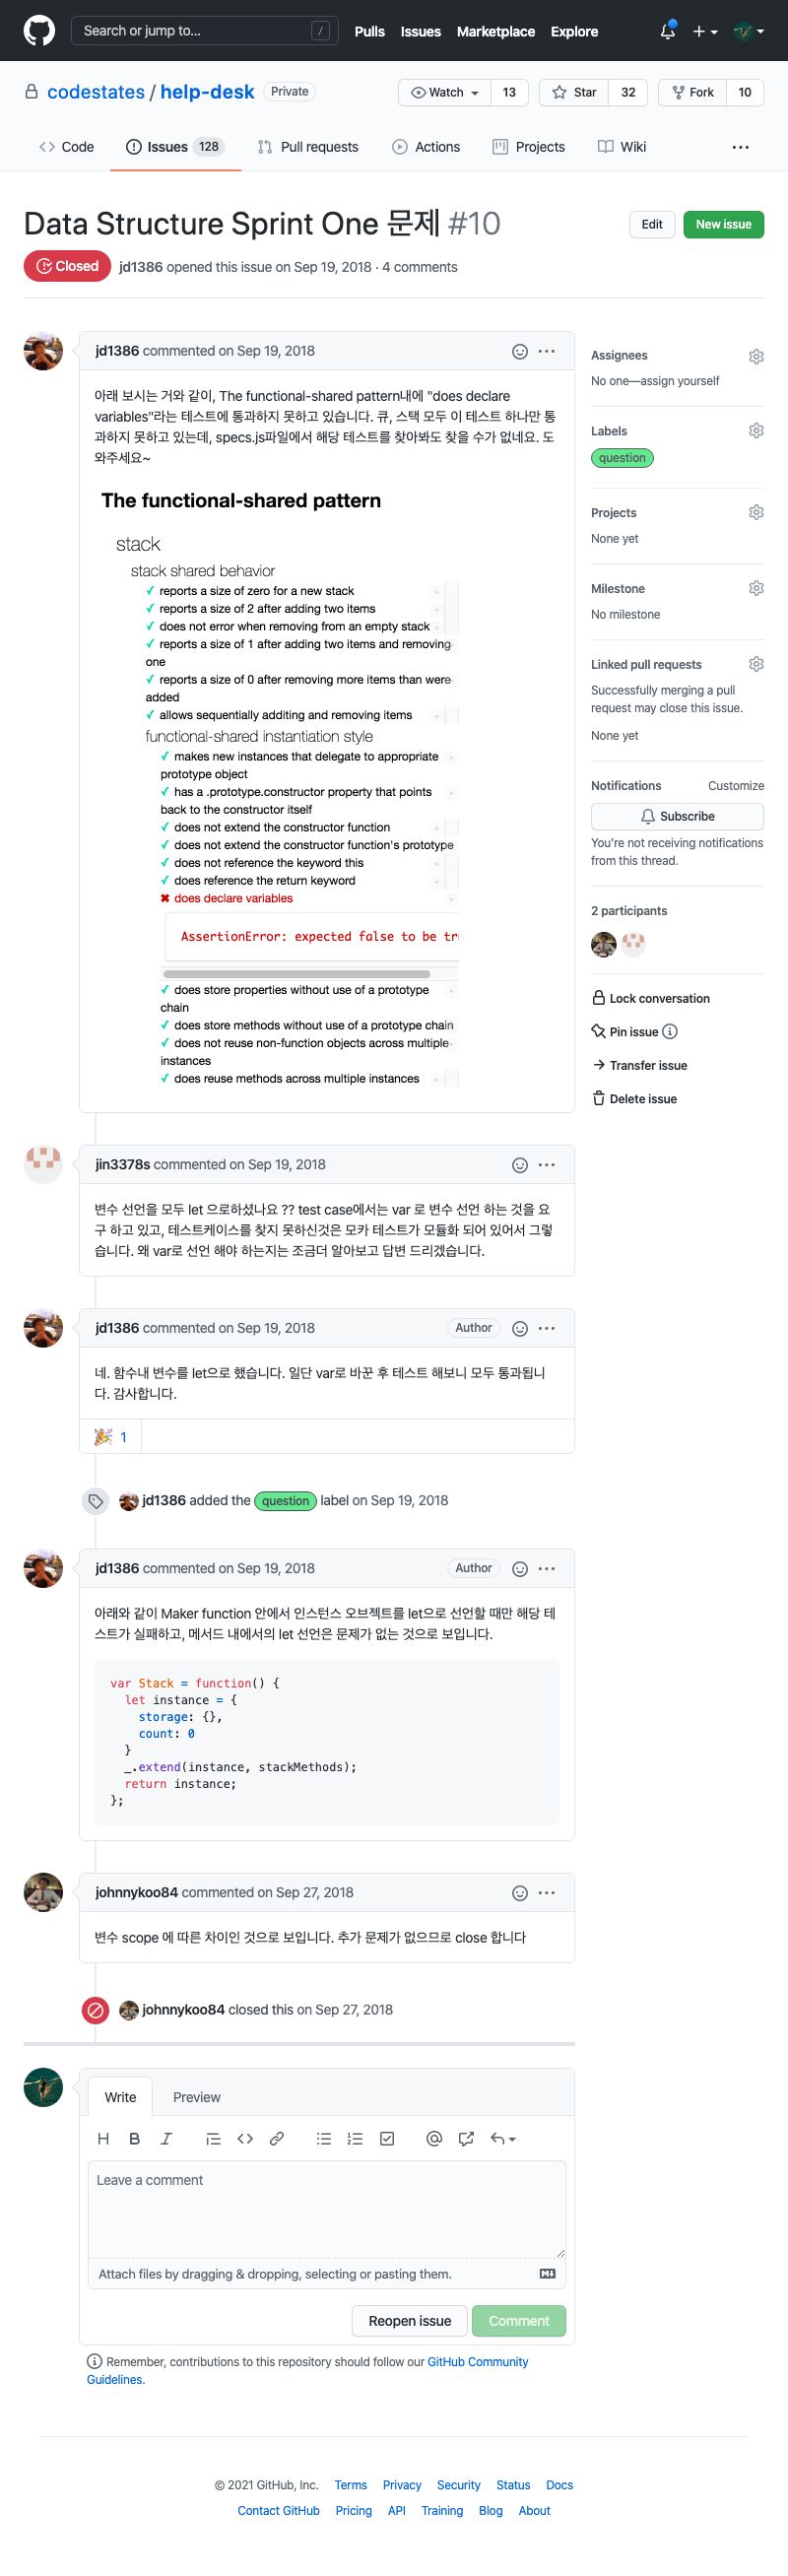 Search or jump to...
/
Pulls Issues Marketplace Explore
codestates / help-desk Private
Watch 13 Star 32 Fork 10
Code Issues 128 Pull requests Actions Projects Wiki
Data Structure Sprint One 문제 #10
Edit New issue
Closed jd1386 opened this issue on Sep 19, 2018 · 4 comments
jd1386 commented on Sep 19, 2018
아래 보시는 거와 같이, The functional-shared pattern내에 "does declare
variables"라는 테스트에 통과하지 못하고 있습니다. 큐, 스택 모두 이 테스트 하나만 통
과하지 못하고 있는데, specs.js파일에서 해당 테스트를 찾아봐도 찾을 수가 없네요. 도
와주세요~
The functional-shared pattern
stack
stack shared behavior
✓ reports a size of zero for a new stack
✓ reports a size of 2 after adding two items
✓ does not error when removing from an empty stack
✓ reports a size of 1 after adding two items and removing
one
✓ reports a size of 0 after removing more items than were
added
✓ allows sequentially additing and removing items
functional-shared instantiation style
✓ makes new instances that delegate to appropriate
prototype object
✓ has a .prototype.constructor property that points
back to the constructor itself
✓ does not extend the constructor function
✓ does not extend the constructor function's prototype
✓ does not reference the keyword this
✓ does reference the return keyword
✖ does declare variables
AssertionError: expected false to be tru
✓ does store properties without use of a prototype
chain
✓ does store methods without use of a prototype chain
✓ does not reuse non-function objects across multiple
instances
✓ does reuse methods across multiple instances
Assignees
No one—assign yourself
Labels
question
Projects
None yet
Milestone
No milestone
Linked pull requests
Successfully merging a pull
request may close this issue.
None yet
Notifications Customize
Subscribe
You're not receiving notifications
from this thread.
2 participants
Lock conversation
Pin issue
Transfer issue
Delete issue
jin3378s commented on Sep 19, 2018
변수 선언을 모두 let 으로하셨나요 ?? test case에서는 var 로 변수 선언 하는 것을 요
구 하고 있고, 테스트케이스를 찾지 못하신것은 모카 테스트가 모듈화 되어 있어서 그렇
습니다. 왜 var로 선언 해야 하는지는 조금더 알아보고 답변 드리겠습니다.
jd1386 commented on Sep 19, 2018 Author
네. 함수내 변수를 let으로 했습니다. 일단 var로 바꾼 후 테스트 해보니 모두 통과됩니
다. 감사합니다.
1
jd1386 added the question label on Sep 19, 2018
jd1386 commented on Sep 19, 2018 Author
아래와 같이 Maker function 안에서 인스턴스 오브젝트를 let으로 선언할 때만 해당 테
스트가 실패하고, 메서드 내에서의 let 선언은 문제가 없는 것으로 보입니다.
var Stack = function() {
let instance = {
storage: {},
count: 0
}
_.extend(instance, stackMethods);
return instance;
};
johnnykoo84 commented on Sep 27, 2018
변수 scope 에 따른 차이인 것으로 보입니다. 추가 문제가 없으므로 close 합니다
johnnykoo84 closed this on Sep 27, 2018
Write Preview
Leave a comment
Attach files by dragging & dropping, selecting or pasting them.
Reopen issue Comment
Remember, contributions to this repository should follow our GitHub Community
Guidelines.
© 2021 GitHub, Inc. Terms Privacy Security Status Docs
Contact GitHub Pricing API Training Blog About